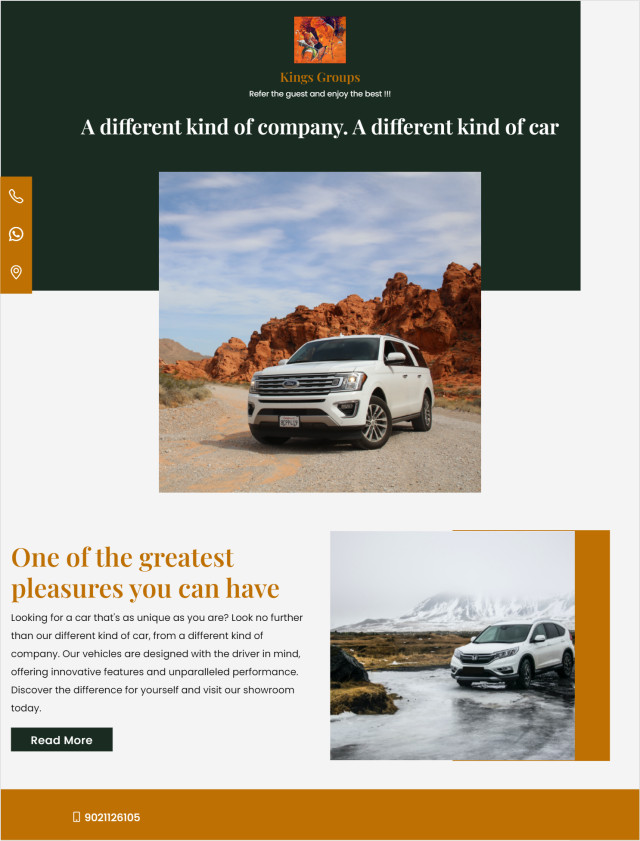 Kings Groups
Refer the guest and enjoy the best !!!
A different kind of company. A different kind of car
One of the greatest
pleasures you can have
Looking for a car that's as unique as you are? Look no further
than our different kind of car, from a different kind of
company. Our vehicles are designed with the driver in mind,
offering innovative features and unparalleled performance.
Discover the difference for yourself and visit our showroom
today.
Read More
9021126105